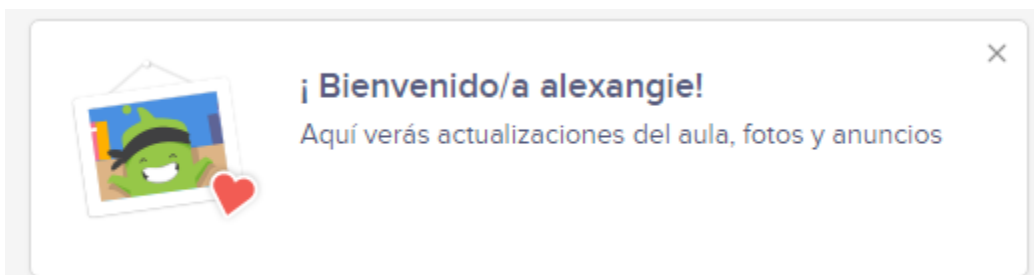 ¡ Bienvenido/a alexangie!
Aquí verás actualizaciones del aula, fotos y anuncios